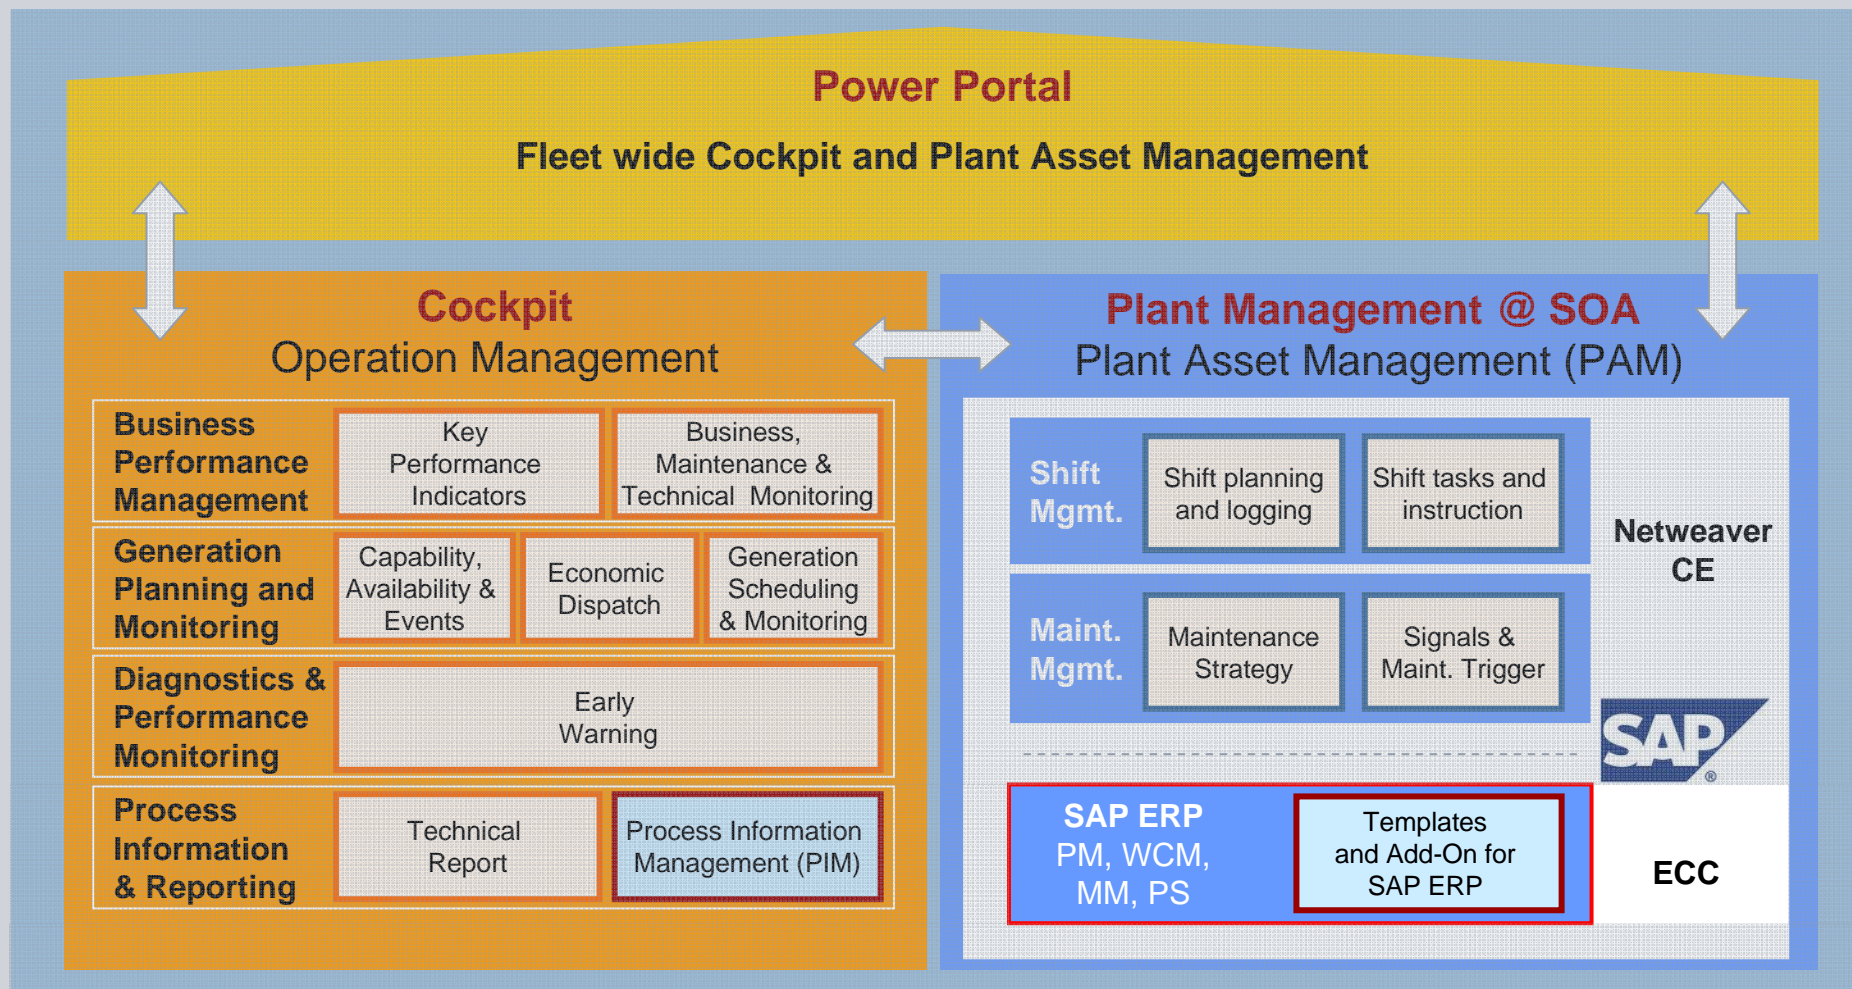 Power Portal
Fleet wide Cockpit and Plant Asset Management
Cockpit
Operation Management
Business
Performance
Management
Key
Performance
Indicators
Business,
Maintenance &
Technical Monitoring
Generation
Planning and
Monitoring
Capability,
Availability &
Events
Economic
Dispatch
Generation
Scheduling
& Monitoring
Diagnostics &
Performance
Monitoring
Early
Warning
Process
Information
& Reporting
Technical
Report
Process Information
Management (PIM)
Plant Management @ SOA
Plant Asset Management (PAM)
Shift
Mgmt.
Shift planning
and logging
Shift tasks and
instruction
Netweaver
CE
Maint.
Mgmt.
Maintenance
Strategy
Signals &
Maint. Trigger
SAP®
SAP ERP
PM, WCM,
MM, PS
Templates
and Add-On for
SAP ERP
ECC